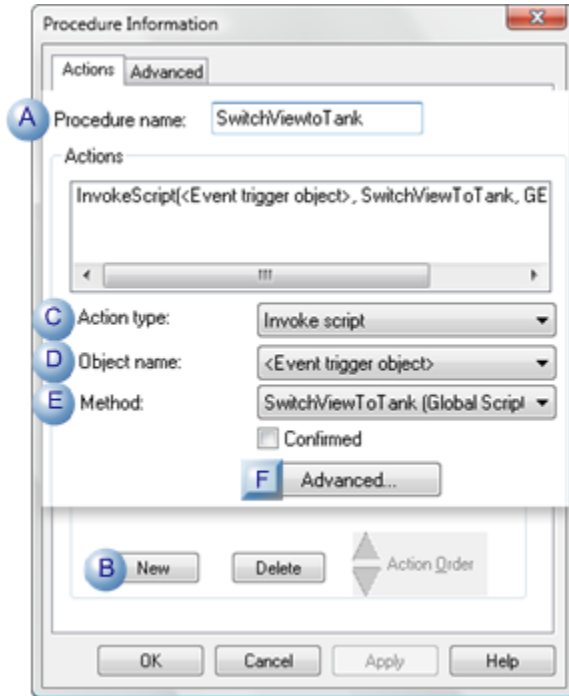 Procedure Information
Actions Advanced
A Procedure name: SwitchViewtoTank
Actions
InvokeScript(<Event trigger object>, SwitchViewToTank, GE
C Action type: Invoke script
D Object name: <Event trigger object>
E Method: SwitchViewToTank (Global Script
Confirmed
F Advanced...
B New Delete Action Order
OK Cancel Apply Help